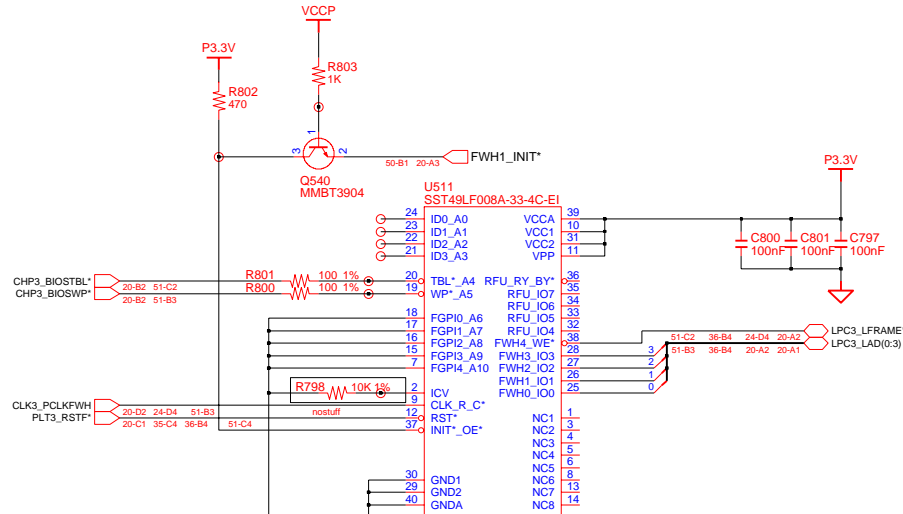 VCCP
P3.3V
R803
1K
R802
470
1
3
2
FWH1_INIT*
50-B1 20-A3
Q540
MMBT3904
P3.3V
U511
SST49LF008A-33-4C-EI
24 ID0_A0 VCCA 39
23 ID1_A1 VCC1 10
22 ID2_A2 VCC2 31
21 ID3_A3 VPP 11
C800 C801 C797
100nF 100nF 100nF
CHP3_BIOSTBL* R801 100 1% 20 TBL*_A4 RFU_RY_BY* 36
20-B2 51-C2
CHP3_BIOSWP* R800 100 1% 19 WP*_A5 RFU_IO7 35
20-B2 51-B3
RFU_IO6 34
18 FGPI0_A6 RFU_IO5 33
17 FGPI1_A7 RFU_IO4 32
16 FGPI2_A8 FWH4_WE* 38
LPC3_LFRAME*
51-C2 36-B4 24-D4 20-A2
15 FGPI3_A9 FWH3_IO3 28 3
LPC3_LAD(0:3)
51-B3 36-B4 20-A2 20-A1
7 FGPI4_A10 FWH2_IO2 27 2
FWH1_IO1 26 1
R798 10K 1% 2 ICV FWH0_IO0 25 0
CLK3_PCLKFWH 9 CLK_R_C*
20-D2 24-D4 51-B3 nostuff
PLT3_RSTF* 12 RST* NC1 1
20-C1 35-C4 36-B4 51-C4
37 INIT*_OE* NC2 3
NC3 4
NC4 5
NC5 6
30 GND1 NC6 8
29 GND2 NC7 13
40 GNDA NC8 14